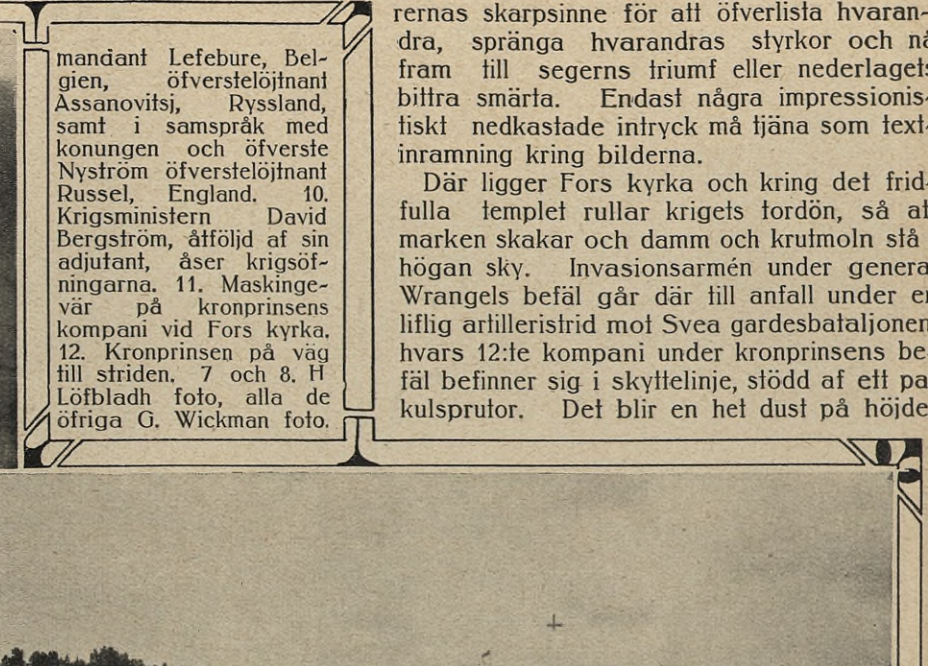 mandant Lefebure, Bel-
gien, öfverstelöjtnant
Assanovitsj, Ryssland,
samt i samspråk med
konungen och öfverste
Nyström öfverstelöjtnant
Russel, England. 10.
Krigsministern David
Bergström, åtföljd af sin
adjutant, åser krigsöf-
ningarna. 11. Maskinge-
vär på kronprinsens
kompani vid Fors kyrka.
12. Kronprinsen på väg
till striden. 7 och 8. H
Löfbladh foto, alla de
öfriga G. Wickman foto.
rernas skarpsinne för att öfverlista hvaran-
dra, spränga hvarandras styrkor och nå
fram till segerns triumf eller nederlagets
bittra smärta. Endast några impressionis-
tiskt nedkastade intryck må tjäna som text-
inramning kring bilderna.
Där ligger Fors kyrka och kring det frid-
fulla templet rullar krigets tordön, så at
marken skakar och damm och krutmoln stå
högan sky. Invasionsarmén under genera
Wrangels befäl går där till anfall under e
liflig artilleristrid mot Svea gardesbataljonen
hvars 12:te kompani under kronprinsens be-
fäl befinner sig i skyttelinje, stödd af ett pa
kulsprutor. Det blir en het dust på höjde